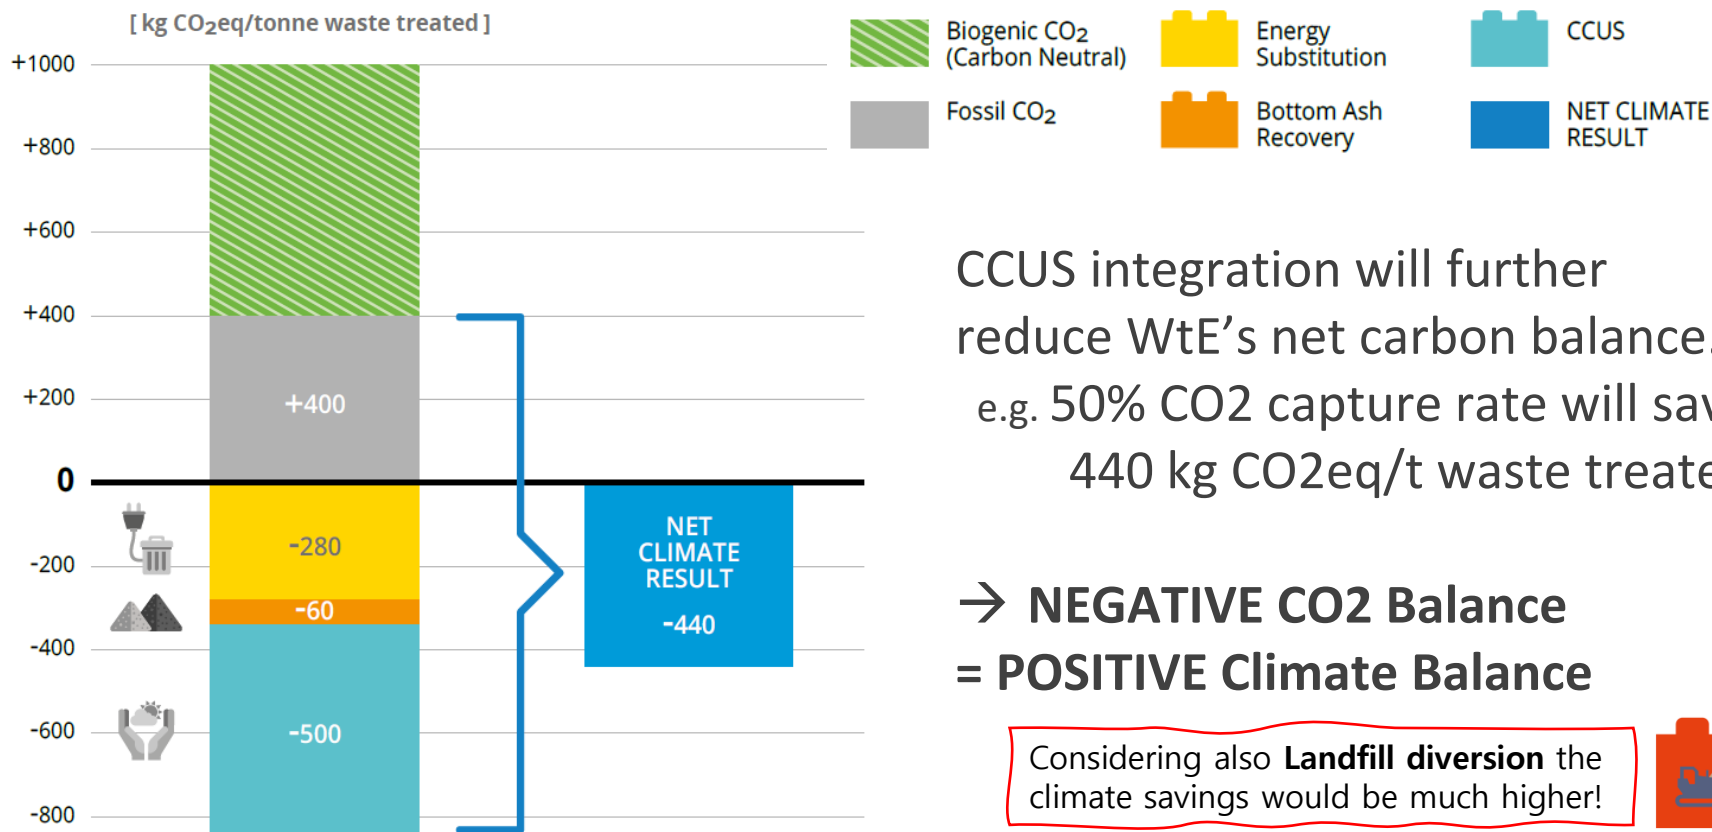 [ kg CO2eq/tonne waste treated ]
+1000
+800
+600
+400
+200
0
-200
-400
-600
-800
+400
-280
-60
-500
NET
CLIMATE
RESULT
-440
Biogenic CO2
(Carbon Neutral)
Energy
Substitution
CCUS
Fossil CO2
Bottom Ash
Recovery
NET CLIMATE
RESULT
CCUS integration will further
reduce WtE’s net carbon balance.
e.g. 50% CO2 capture rate will
440 kg CO2eq/t waste
→ NEGATIVE CO2 Balance
= POSITIVE Climate Balance
Considering also Landfill diversion the
climate savings would be much higher!